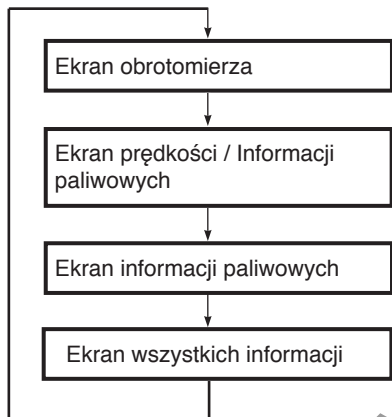 Ekran obrotomierza
Ekran prędkości / Informacji
paliwowych
Ekran informacji paliwowych
Ekran wszystkich informacji